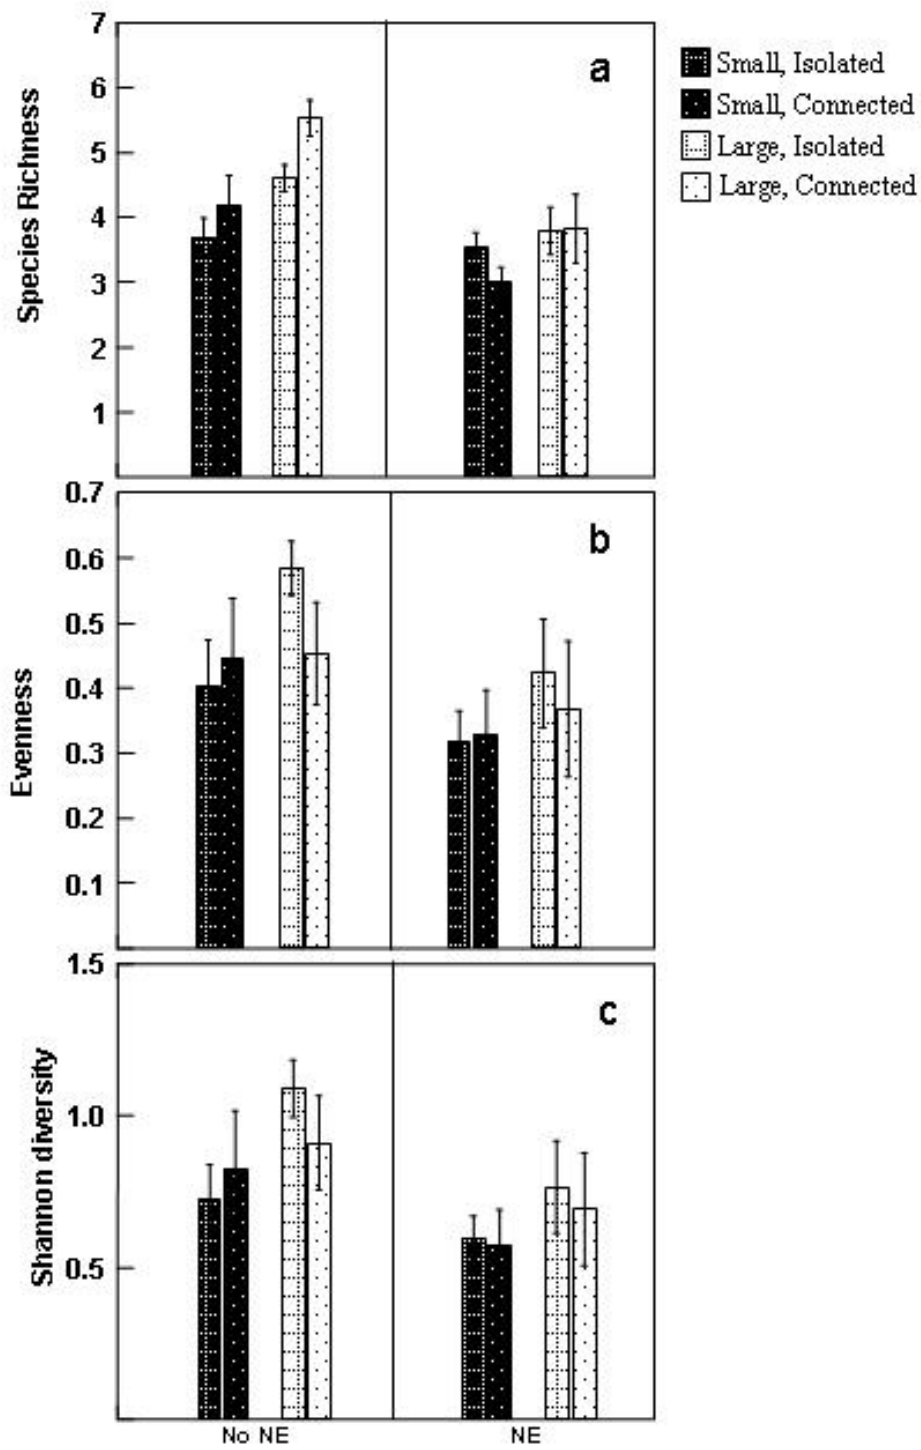 7
6
5
4
3
2
1
Species Richness
a
Small, Isolated
Small, Connected
Large, Isolated
Large, Connected
0.7
0.6
0.5
0.4
0.3
0.2
0.1
Evenness
b
1.5
1.0
0.5
Shannon diversity
c
No NE
NE